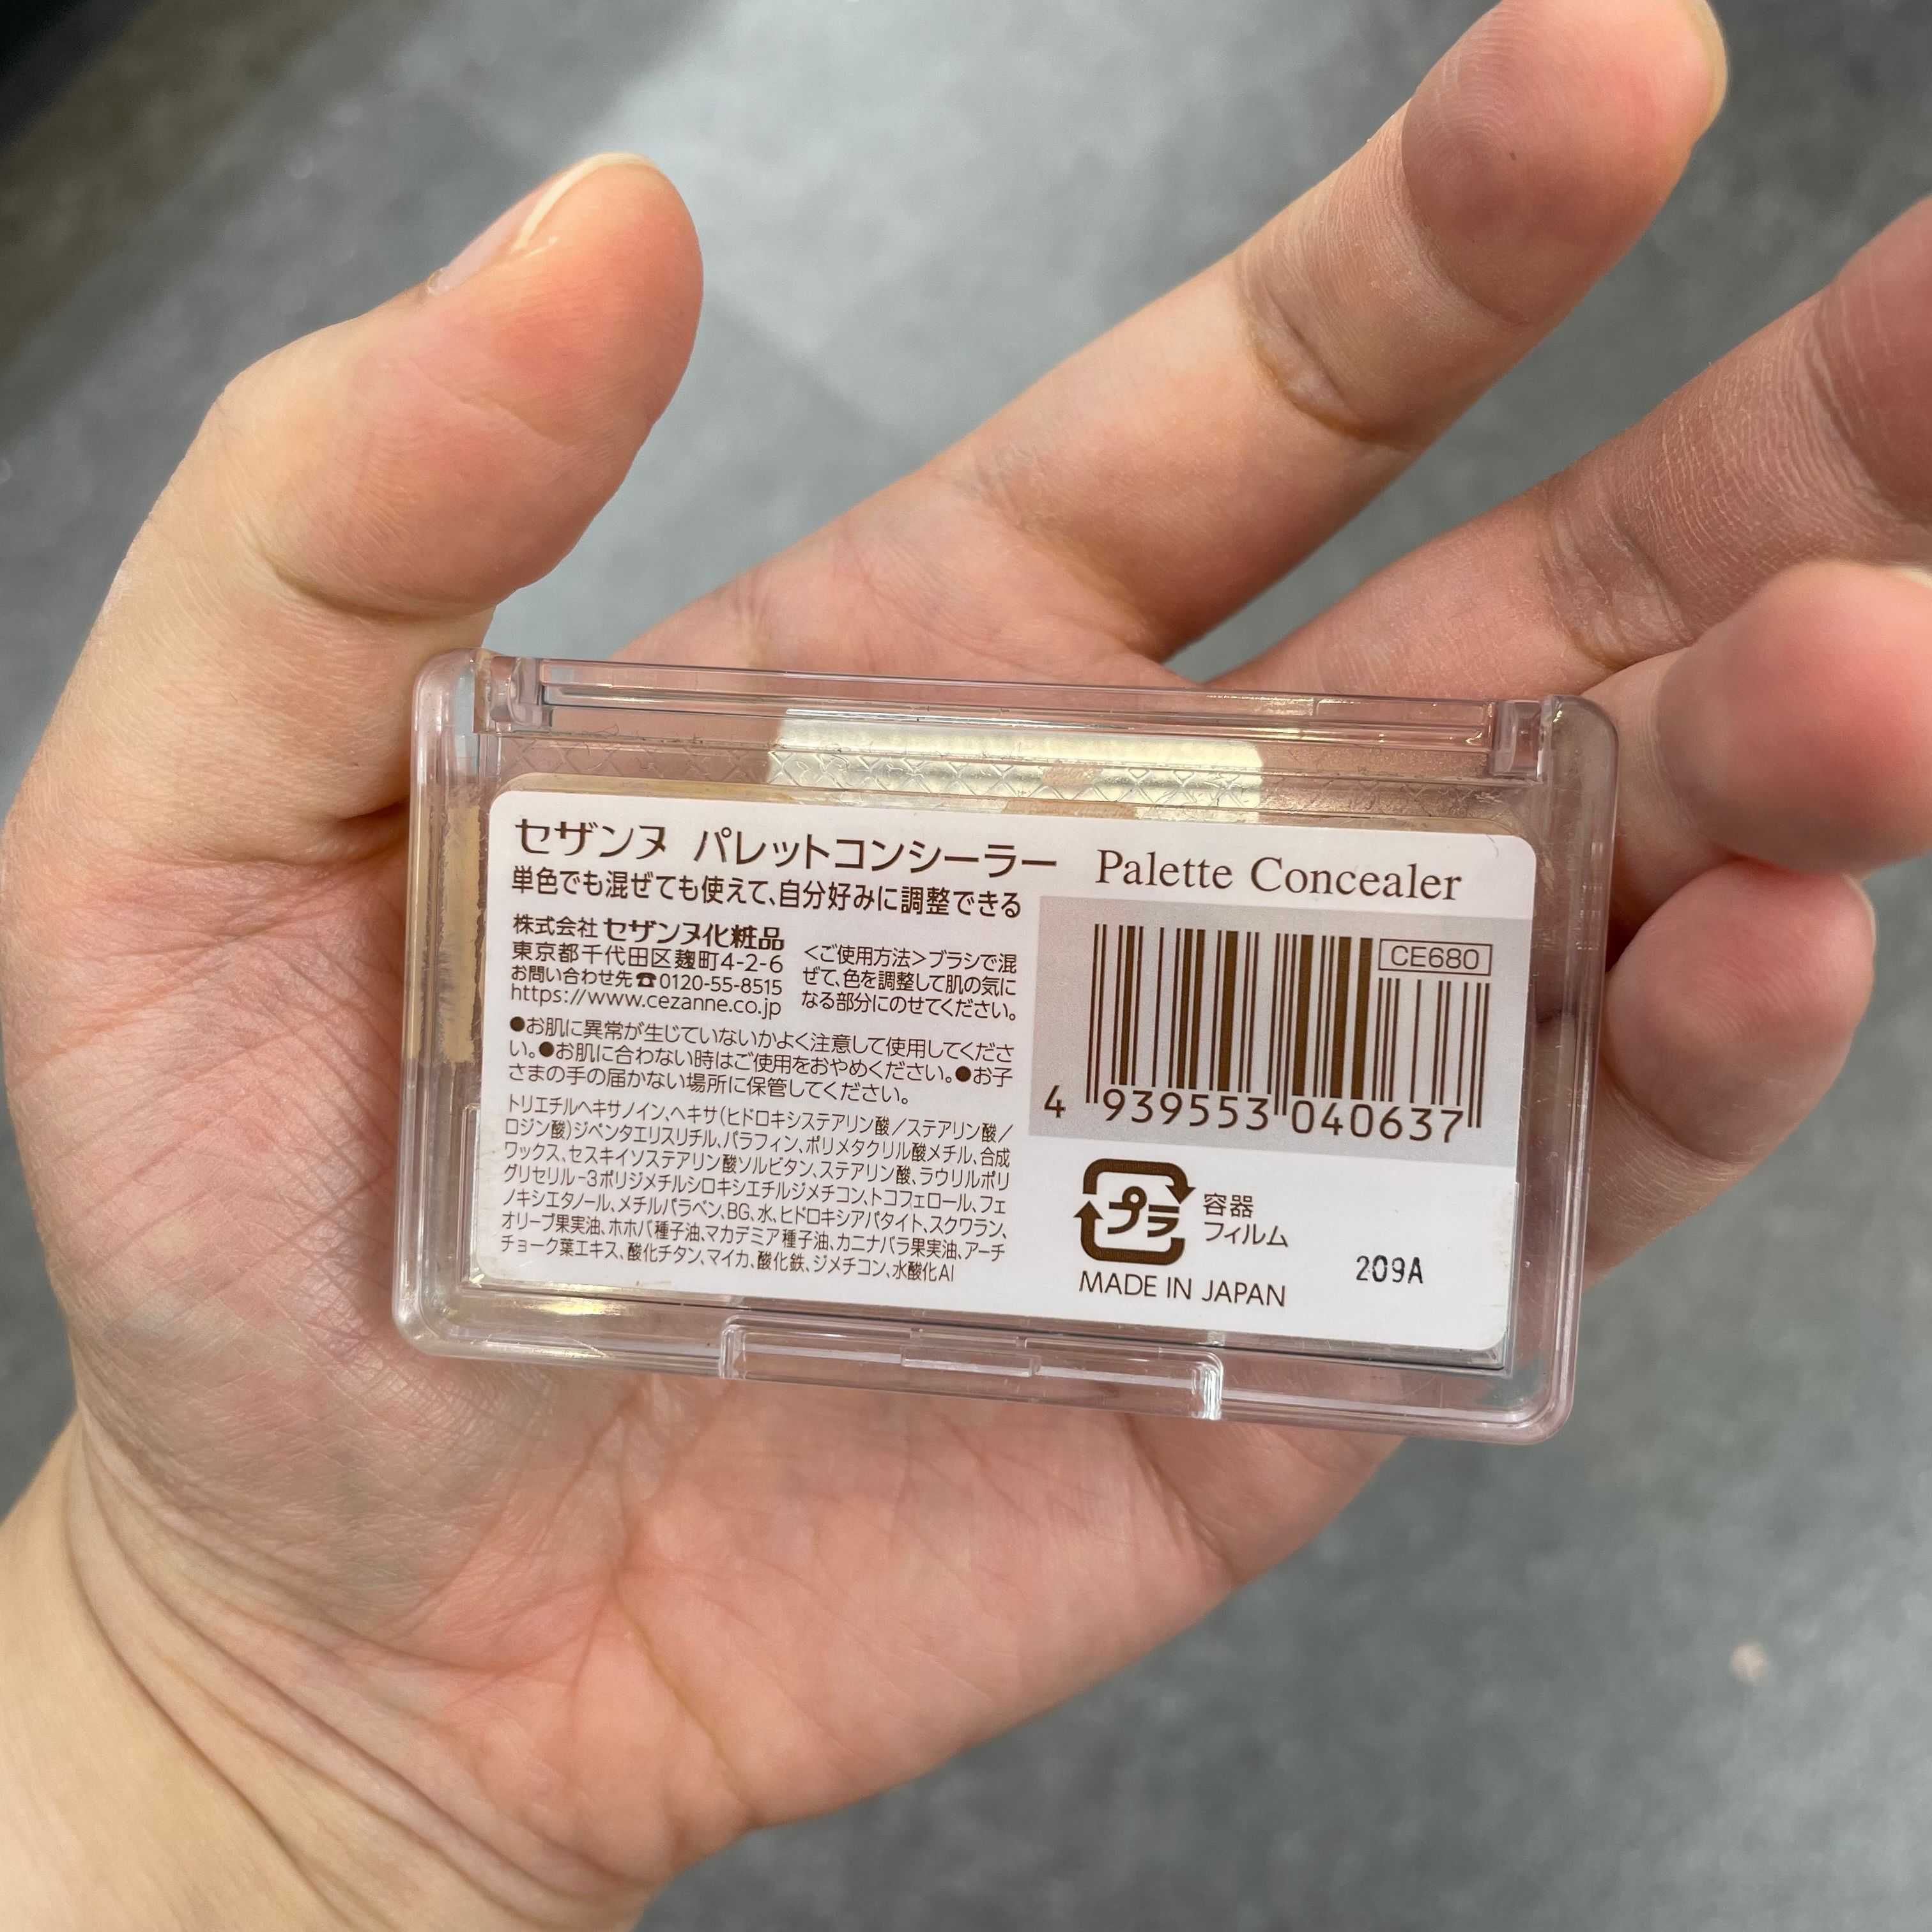 セザンヌ パレットコンシーラー Palette Concealer
単色でも混ぜても使えて、自分好みに調整できる
株式会社 セザンヌ化粧品
東京都千代田区麹町4-2-6
お問い合わせ先☎0120-55-8515
https://www.cezanne.co.jp
<ご使用方法>ブラシで混
ぜて、色を調整して肌の気に
なる部分にのせてください。
●お肌に異常が生じていないかよく注意して使用してくださ
い。●お肌に合わない時はご使用をおやめください。●お子
さまの手の届かない場所に保管してください。
トリエチルヘキサノイン、ヘキサ(ヒドロキシステアリン酸/ステアリン酸/
ロジン酸)ジペンタエリスリチル、パラフィン、ポリメタクリル酸メチル、合成
ワックス、セスキイソステアリン酸ソルビタン、ステアリン酸、ラウリルポリ
グリセリル-3ポリジメチルシロキシエチルジメチコン、トコフェロール、フェ
ノキシエタノール、メチルパラベン、BG、水、ヒドロキシアパタイト、スクワラン、
オリーブ果実油、ホホバ種子油、マカデミア種子油、カニナバラ果実油、アーチ
チョーク葉エキス、酸化チタン、マイカ、酸化鉄、ジメチコン、水酸化Al
CE680
4 939553 040637
プラ
容器
フィルム
MADE IN JAPAN
209A